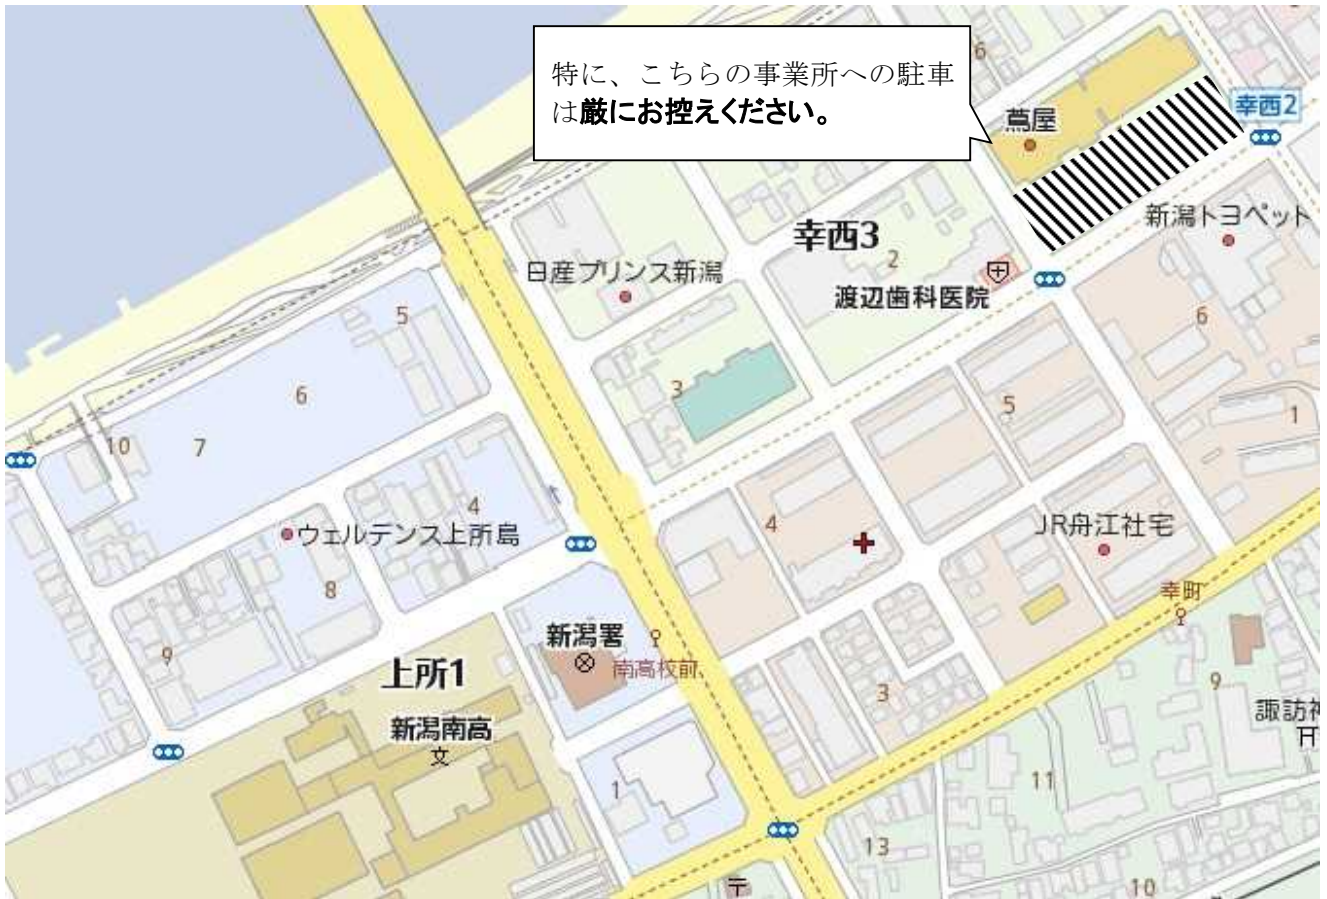 特に、こちらの事業所への駐車
は厳にお控えください。
6
蔦屋
幸西2
新潟トヨペット
幸西3
2
日産プリンス新潟
渡辺歯科医院
5
6
6
3
5
1
10
7
4
4
ウェルデンス上所島
JR舟江社宅
8
幸町
新潟署
9
南高校前
上所1
3
9
諏訪神
新潟南高
文
1
11
13
〒
10